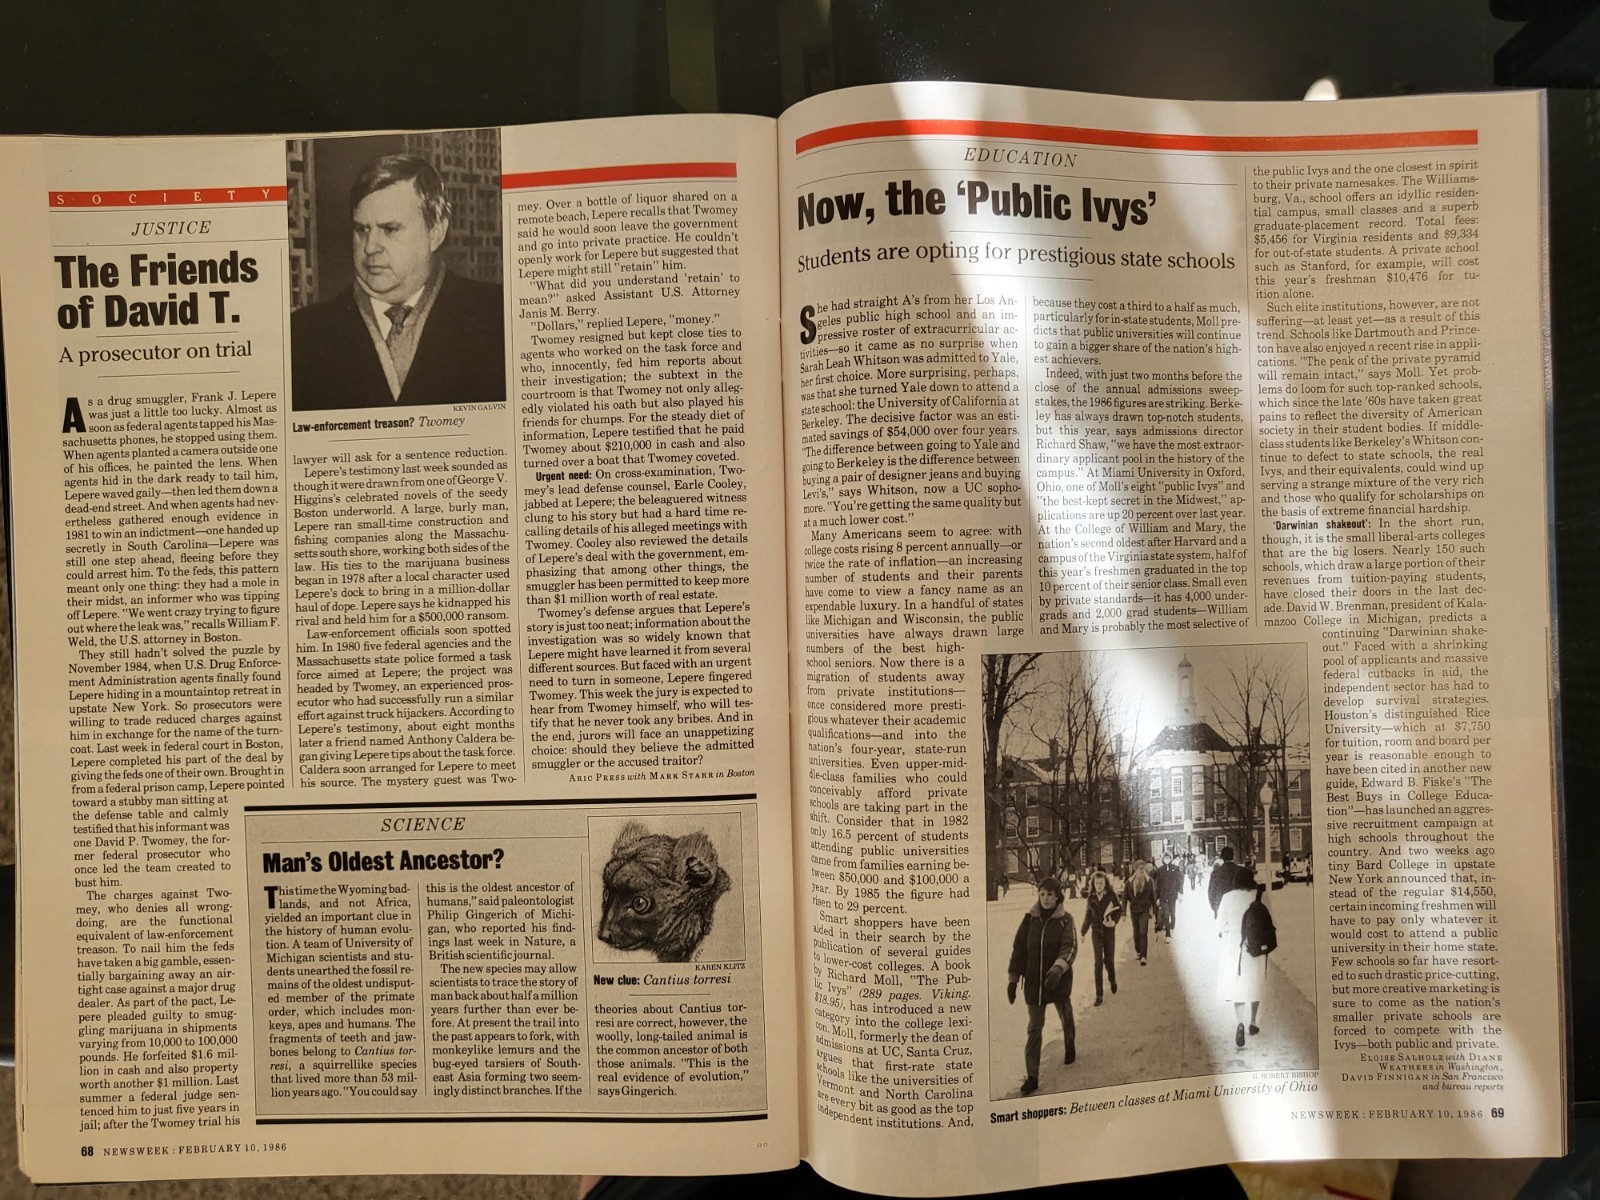 SOCIETY
JUSTICE
The Friends
of David T.
A prosecutor on trial
As a drug smuggler, Frank J. Lepere
was just a little too lucky. Almost as
soon as federal agents tapped his Mas-
sachusetts phones, he stopped using them.
When agents planted a camera outside one
of his offices, he painted the lens. When
agents hid in the dark ready to tail him,
Lepere waved gaily—then led them down a
dead-end street. And when agents had nev-
ertheless gathered enough evidence in
1981 to win an indictment—one handed up
secretly in South Carolina—Lepere was
still one step ahead, fleeing before they
could arrest him. To the feds, this pattern
meant only one thing: they had a mole in
their midst, an informer who was tipping
off Lepere. "We went crazy trying to figure
out where the leak was," recalls William F.
Weld, the U.S. attorney in Boston.
They still hadn't solved the puzzle by
November 1984, when U.S. Drug Enforce-
ment Administration agents finally found
Lepere hiding in a mountaintop retreat in
upstate New York. So prosecutors were
willing to trade reduced charges against
him in exchange for the name of the turn-
coat. Last week in federal court in Boston,
Lepere completed his part of the deal by
giving the feds one of their own. Brought in
from a federal prison camp, Lepere pointed
toward a stubby man sitting at
the defense table and calmly
testified that his informant was
one David P. Twomey, the for-
mer federal prosecutor who
once led the team created to
bust him.
The charges against Two-
mey, who denies all wrong-
doing, are the functional
equivalent of law-enforcement
treason. To nail him the feds
have taken a big gamble, essen-
tially bargaining away an air-
tight case against a major drug
dealer. As part of the pact, Le-
pere pleaded guilty to smug-
gling marijuana in shipments
varying from 10,000 to 100,000
pounds. He forfeited $1.6 mil-
lion in cash and also property
worth another $1 million. Last
summer a federal judge sen-
tenced him to just five years in
jail; after the Twomey trial his
KEVIN GALVIN
Law-enforcement treason? Twomey
lawyer will ask for a sentence reduction.
Lepere's testimony last week sounded as
though it were drawn from one of George V.
Higgins's celebrated novels of the seedy
Boston underworld. A large, burly man,
Lepere ran small-time construction and
fishing companies along the Massachu-
setts south shore, working both sides of the
law. His ties to the marijuana business
began in 1978 after a local character used
Lepere's dock to bring in a million-dollar
haul of dope. Lepere says he kidnapped his
rival and held him for a $500,000 ransom.
Law-enforcement officials soon spotted
him. In 1980 five federal agencies and the
Massachusetts state police formed a task
force aimed at Lepere; the project was
headed by Twomey, an experienced pros-
ecutor who had successfully run a similar
effort against truck hijackers. According to
Lepere's testimony, about eight months
later a friend named Anthony Caldera be-
gan giving Lepere tips about the task force.
Caldera soon arranged for Lepere to meet
his source. The mystery guest was Two-
mey. Over a bottle of liquor shared on a
remote beach, Lepere recalls that Twomey
said he would soon leave the government
and go into private practice. He couldn't
openly work for Lepere but suggested that
Lepere might still "retain" him.
"What did you understand 'retain' to
mean?" asked Assistant U.S. Attorney
Janis M. Berry.
"Dollars," replied Lepere, "money."
Twomey resigned but kept close ties to
agents who worked on the task force and
who, innocently, fed him reports about
their investigation; the subtext in the
courtroom is that Twomey not only alleg-
edly violated his oath but also played his
friends for chumps. For the steady diet of
information, Lepere testified that he paid
Twomey about $210,000 in cash and also
turned over a boat that Twomey coveted.
Urgent need: On cross-examination, Two-
mey's lead defense counsel, Earle Cooley,
jabbed at Lepere; the beleaguered witness
clung to his story but had a hard time re-
calling details of his alleged meetings with
Twomey. Cooley also reviewed the details
of Lepere's deal with the government, em-
phasizing that among other things, the
smuggler has been permitted to keep more
than $1 million worth of real estate.
Twomey's defense argues that Lepere's
story is just too neat; information about the
investigation was so widely known that
Lepere might have learned it from several
different sources. But faced with an urgent
need to turn in someone, Lepere fingered
Twomey. This week the jury is expected to
hear from Twomey himself, who will tes-
tify that he never took any bribes. And in
the end, jurors will face an unappetizing
choice: should they believe the admitted
smuggler or the accused traitor?
ARIC PRESS with MARK STARR in Boston
SCIENCE
Man's Oldest Ancestor?
This time the Wyoming bad-
lands, and not Africa,
yielded an important clue in
the history of human evolu-
tion. A team of University of
Michigan scientists and stu-
dents unearthed the fossil re-
mains of the oldest undisput-
ed member of the primate
order, which includes mon-
keys, apes and humans. The
fragments of teeth and jaw-
bones belong to Cantius tor-
resi, a squirrellike species
that lived more than 53 mil-
lion years ago. "You could say
this is the oldest ancestor of
humans," said paleontologist
Philip Gingerich of Michi-
gan, who reported his find-
ings last week in Nature, a
British scientific journal.
The new species may allow
scientists to trace the story of
man back about half a million
years further than ever be-
fore. At present the trail into
the past appears to fork, with
monkeylike lemurs and the
bug-eyed tarsiers of South-
east Asia forming two seem-
ingly distinct branches. If the
KAREN KLITZ
New clue: Cantius torresi
theories about Cantius tor-
resi are correct, however, the
woolly, long-tailed animal is
the common ancestor of both
those animals. "This is the
real evidence of evolution,"
says Gingerich.
68 NEWSWEEK : FEBRUARY 10, 1986
EDUCATION
Now, the 'Public Ivys'
Students are opting for prestigious state schools
She had straight A's from her Los An-
geles public high school and an im-
pressive roster of extracurricular ac-
tivities—so it came as no surprise when
Sarah Leah Whitson was admitted to Yale,
her first choice. More surprising, perhaps,
was that she turned Yale down to attend a
state school: the University of California at
Berkeley. The decisive factor was an esti-
mated savings of $54,000 over four years.
"The difference between going to Yale and
going to Berkeley is the difference between
buying a pair of designer jeans and buying
Levi's," says Whitson, now a UC sopho-
more. "You're getting the same quality but
at a much lower cost."
Many Americans seem to agree: with
college costs rising 8 percent annually—or
twice the rate of inflation—an increasing
number of students and their parents
have come to view a fancy name as an
expendable luxury. In a handful of states
like Michigan and Wisconsin, the public
universities have always drawn large
numbers of the best high-
school seniors. Now there is a
migration of students away
from private institutions—
once considered more presti-
gious whatever their academic
qualifications—and into the
nation's four-year, state-run
universities. Even upper-mid-
dle-class families who could
conceivably afford private
schools are taking part in the
shift. Consider that in 1982
only 16.5 percent of students
attending public universities
came from families earning be-
tween $50,000 and $100,000 a
year. By 1985 the figure had
risen to 29 percent.
Smart shoppers have been
aided in their search by the
publication of several guides
to lower-cost colleges. A book
by Richard Moll, "The Pub-
lic Ivys" (289 pages. Viking.
$18.95), has introduced a new
category into the college lexi-
con. Moll, formerly the dean of
admissions at UC, Santa Cruz,
argues that first-rate state
schools like the universities of
Vermont and North Carolina
are every bit as good as the top
independent institutions. And,
because they cost a third to a half as much,
particularly for in-state students, Moll pre-
dicts that public universities will continue
to gain a bigger share of the nation's high-
est achievers.
Indeed, with just two months before the
close of the annual admissions sweep-
stakes, the 1986 figures are striking. Berke-
ley has always drawn top-notch students,
but this year, says admissions director
Richard Shaw, "we have the most extraor-
dinary applicant pool in the history of the
campus." At Miami University in Oxford,
Ohio, one of Moll's eight "public Ivys" and
"the best-kept secret in the Midwest," ap-
plications are up 20 percent over last year.
At the College of William and Mary, the
nation's second oldest after Harvard and a
campus of the Virginia state system, half of
this year's freshmen graduated in the top
10 percent of their senior class. Small even
by private standards—it has 4,000 under-
grads and 2,000 grad students—William
and Mary is probably the most selective of
the public Ivys and the one closest in spirit
to their private namesakes. The Williams-
burg, Va., school offers an idyllic residen-
tial campus, small classes and a superb
graduate-placement record. Total fees:
$5,456 for Virginia residents and $9,334
for out-of-state students. A private school
such as Stanford, for example, will cost
this year's freshman $10,476 for tu-
ition alone.
Such elite institutions, however, are not
suffering—at least yet—as a result of this
trend. Schools like Dartmouth and Prince-
ton have also enjoyed a recent rise in appli-
cations. "The peak of the private pyramid
will remain intact," says Moll. Yet prob-
lems do loom for such top-ranked schools,
which since the late '60s have taken great
pains to reflect the diversity of American
society in their student bodies. If middle-
class students like Berkeley's Whitson con-
tinue to defect to state schools, the real
Ivys, and their equivalents, could wind up
serving a strange mixture of the very rich
and those who qualify for scholarships on
the basis of extreme financial hardship.
'Darwinian shakeout': In the short run,
though, it is the small liberal-arts colleges
that are the big losers. Nearly 150 such
schools, which draw a large portion of their
revenues from tuition-paying students,
have closed their doors in the last dec-
ade. David W. Brenman, president of Kala-
mazoo College in Michigan, predicts a
continuing "Darwinian shake-
out." Faced with a shrinking
pool of applicants and massive
federal cutbacks in aid, the
independent sector has had to
develop survival strategies.
Houston's distinguished Rice
University—which at $7,750
for tuition, room and board per
year is reasonable enough to
have been cited in another new
guide, Edward B. Fiske's "The
Best Buys in College Educa-
tion"—has launched an aggres-
sive recruitment campaign at
high schools throughout the
country. And two weeks ago
tiny Bard College in upstate
New York announced that, in-
stead of the regular $14,550,
certain incoming freshmen will
have to pay only whatever it
would cost to attend a public
university in their home state.
Few schools so far have resort-
ed to such drastic price-cutting,
but more creative marketing is
sure to come as the nation's
smaller private schools are
forced to compete with the
Ivys—both public and private.
ELOISE SALHOLZ with DIANE
WEATHERS in Washington,
DAVID FINNIGAN in San Francisco
and bureau reports
G. ROBERT BISHOP
Smart shoppers: Between classes at Miami University of Ohio
NEWSWEEK : FEBRUARY 10, 1986 69